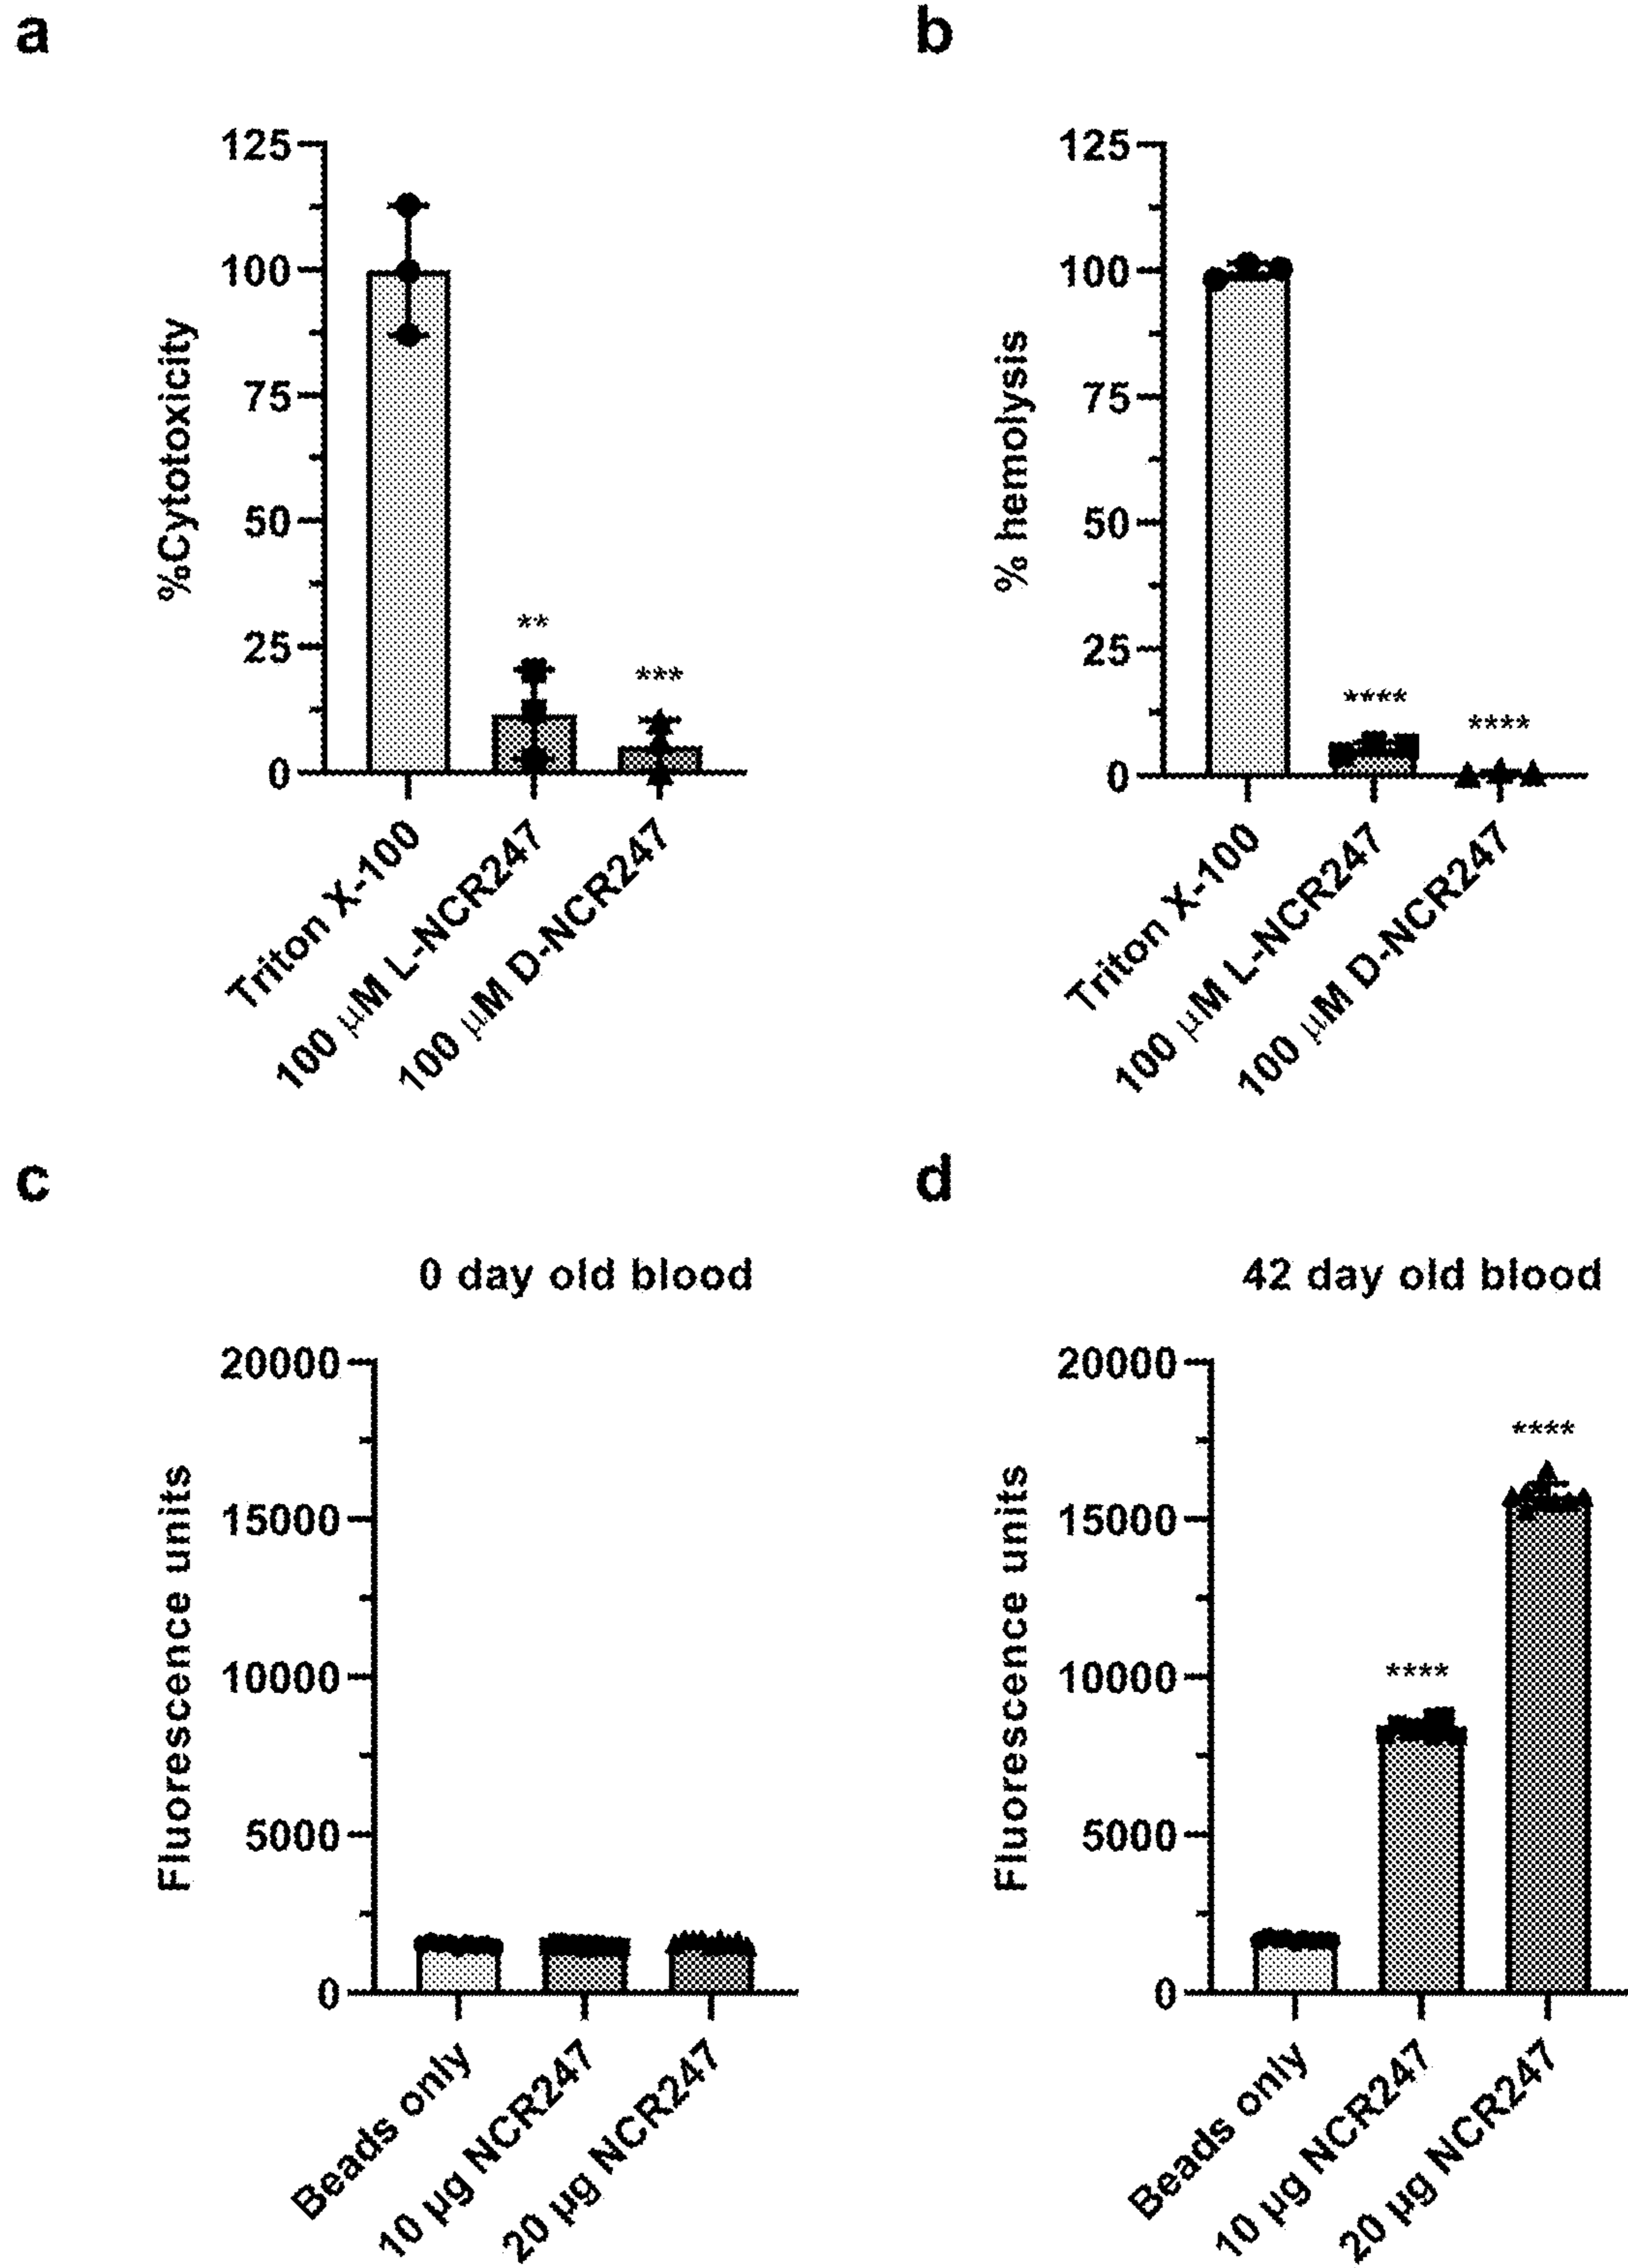 a
125
100
75
50
25
0
%Cytotoxicity
**
***
Triton X-100
100 μM L-NCR247
100 μM D-NCR247
b
125
100
75
50
25
0
% hemolysis
****
****
Triton X-100
100 μM L-NCR247
100 μM D-NCR247
c
0 day old blood
20000
15000
10000
5000
0
Fluorescence units
Beads only
10 μg NCR247
20 μg NCR247
d
42 day old blood
20000
15000
10000
5000
0
Fluorescence units
****
****
Beads only
10 μg NCR247
20 μg NCR247